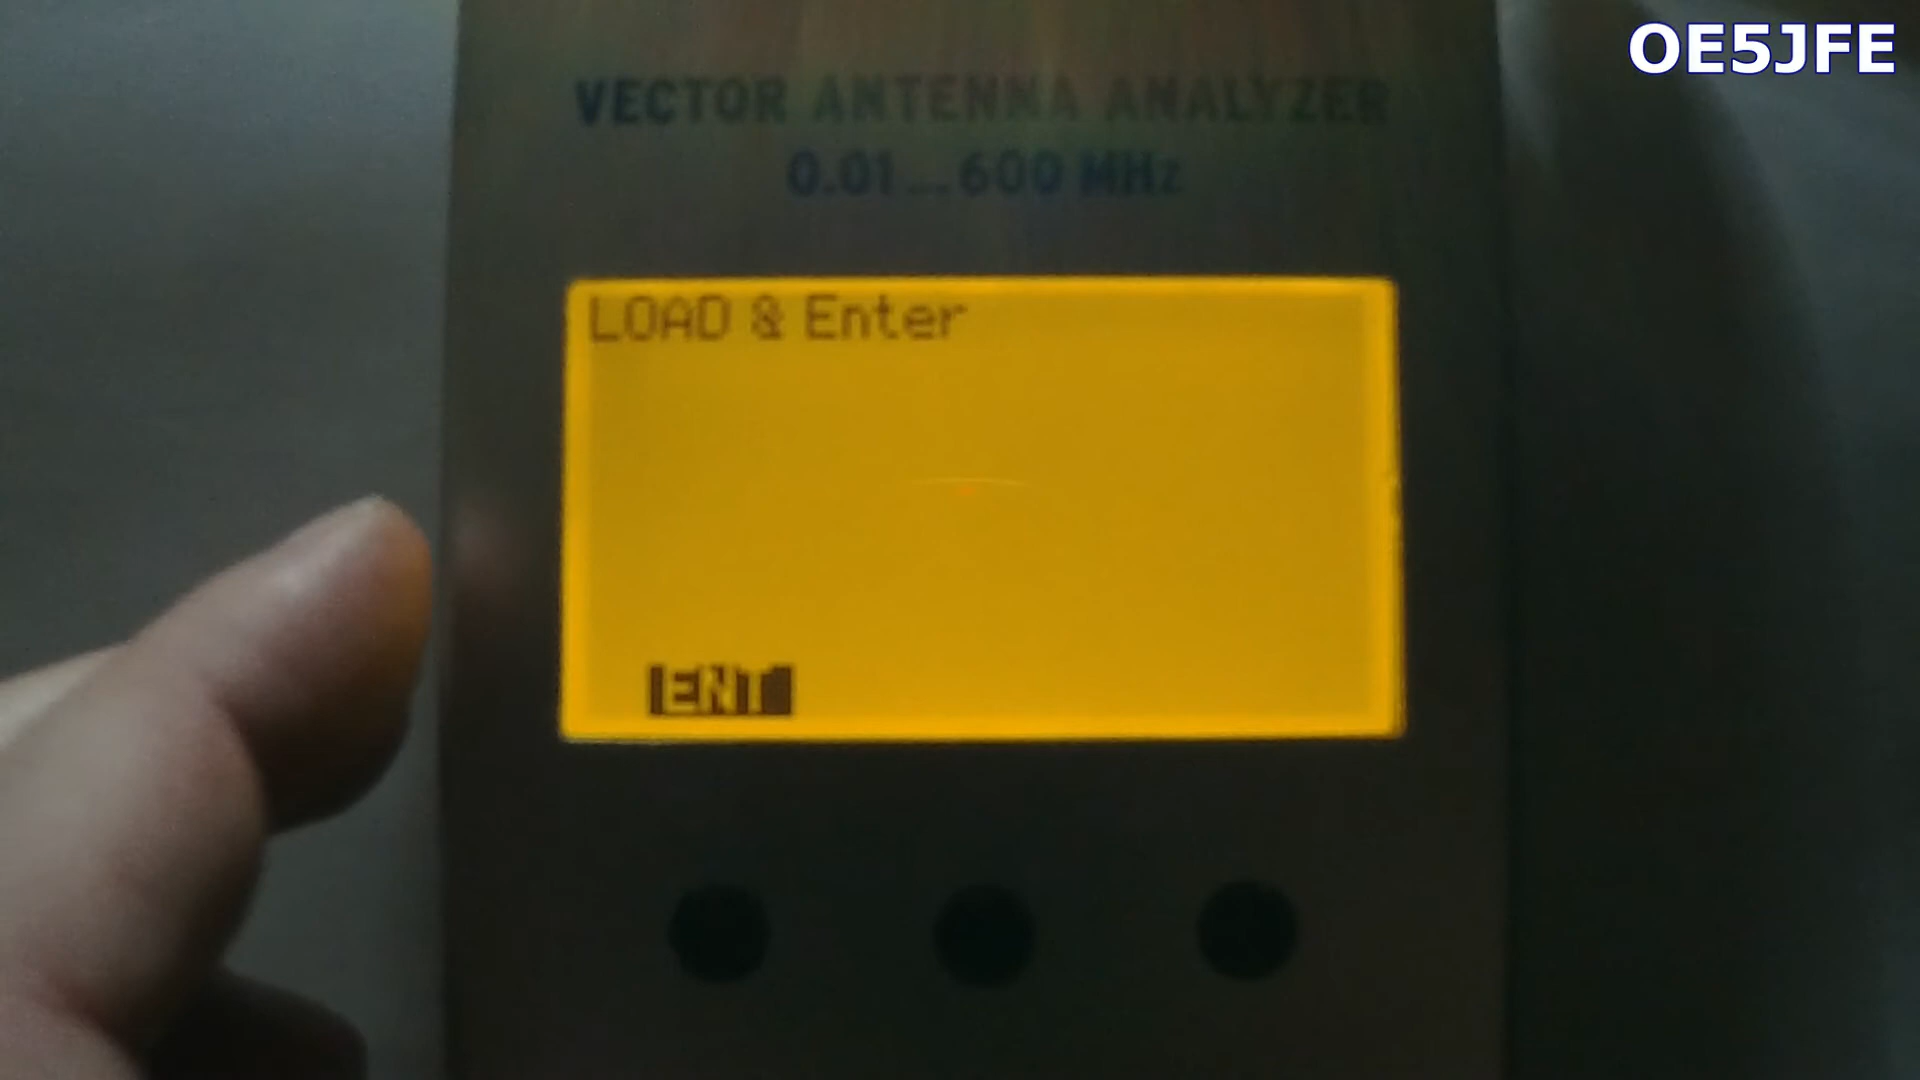 OE5JFE
VECTOR ANTENNA ANALYZER
0.01...600 MHz
LOAD & Enter
ENT